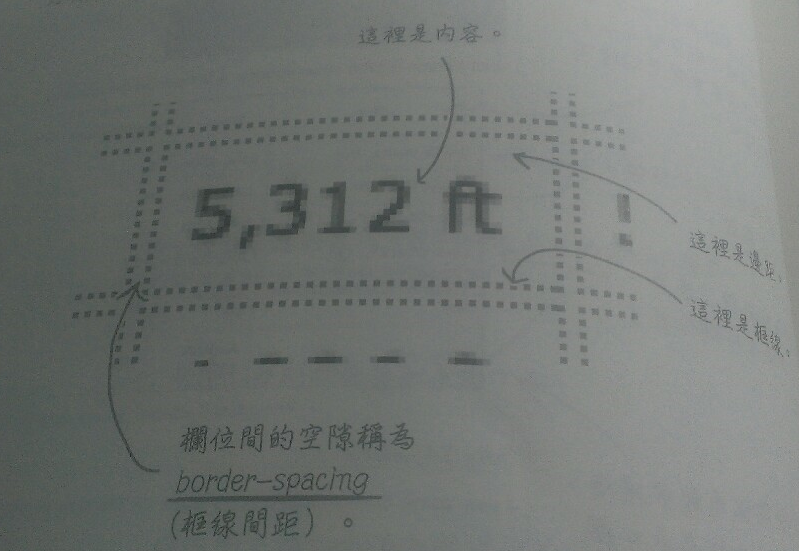 這裡是內容。
5,312 ft
這裡是邊距。
這裡是框線。
欄位間的空隙稱為
border-spacing
(框線間距)。